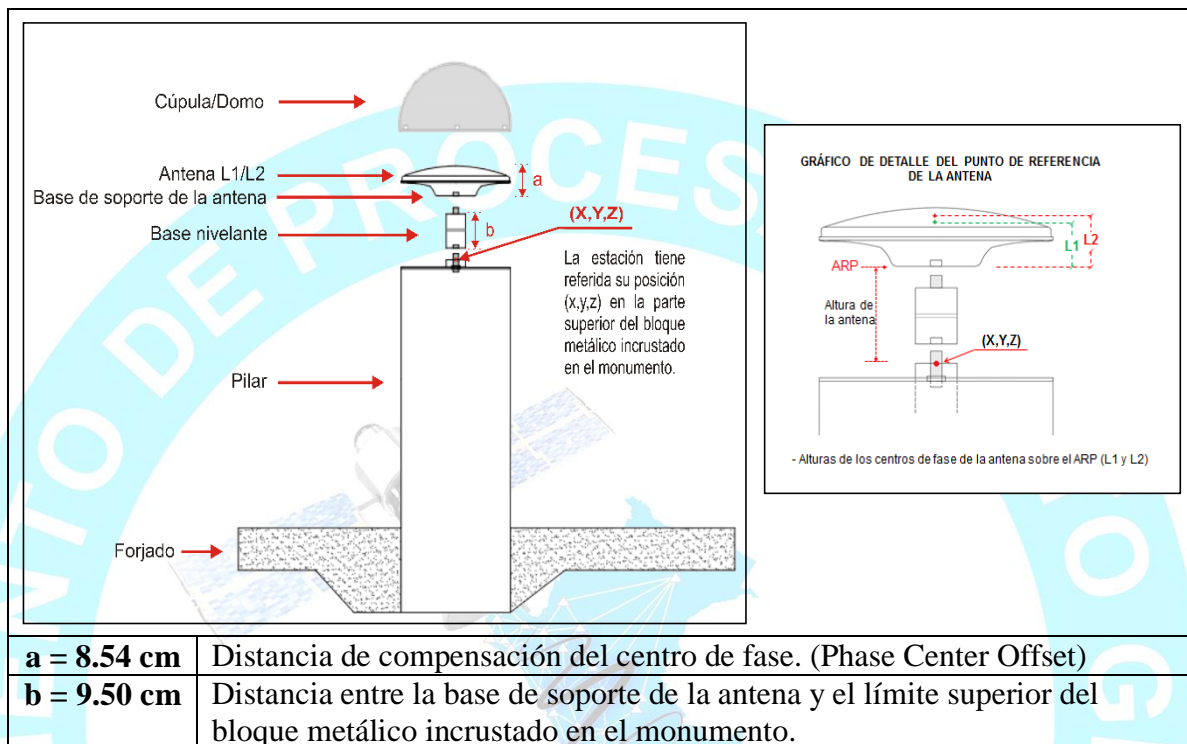 Cúpula/Domo
Antena L1/L2
a
Base de soporte de la antena
Base nivelante
b
(X,Y,Z)
La estación tiene
referida su posición
(x,y,z) en la parte
superior del bloque
metálico incrustado
en el monumento.
Pilar
Forjado
GRÁFICO DE DETALLE DEL PUNTO DE REFERENCIA
DE LA ANTENA
L1
L2
ARP
Altura de
la antena
(X,Y,Z)
- Alturas de los centros de fase de la antena sobre el ARP (L1 y L2)
a = 8.54 cm Distancia de compensación del centro de fase. (Phase Center Offset)
b = 9.50 cm Distancia entre la base de soporte de la antena y el límite superior del
bloque metálico incrustado en el monumento.